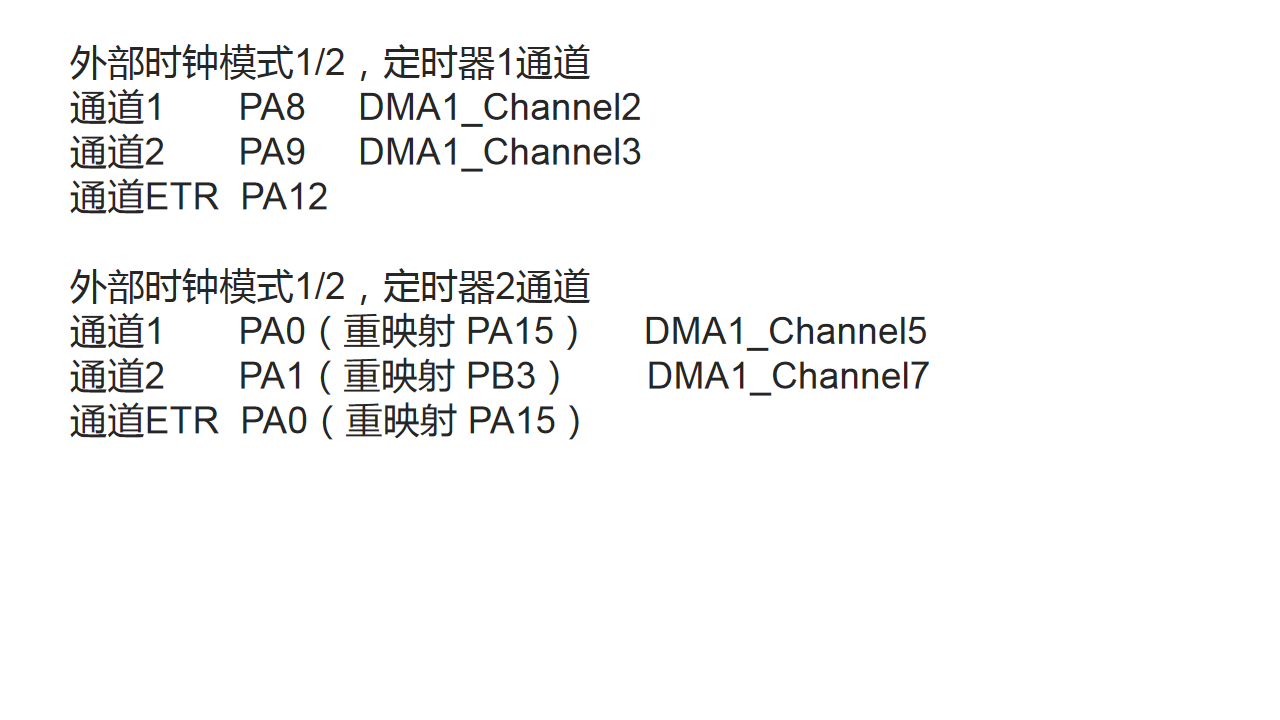 外部时钟模式1/2，定时器1通道
通道1 PA8 DMA1_Channel2
通道2 PA9 DMA1_Channel3
通道ETR PA12
外部时钟模式1/2，定时器2通道
通道1 PA0（重映射 PA15） DMA1_Channel5
通道2 PA1（重映射 PB3） DMA1_Channel7
通道ETR PA0（重映射 PA15）